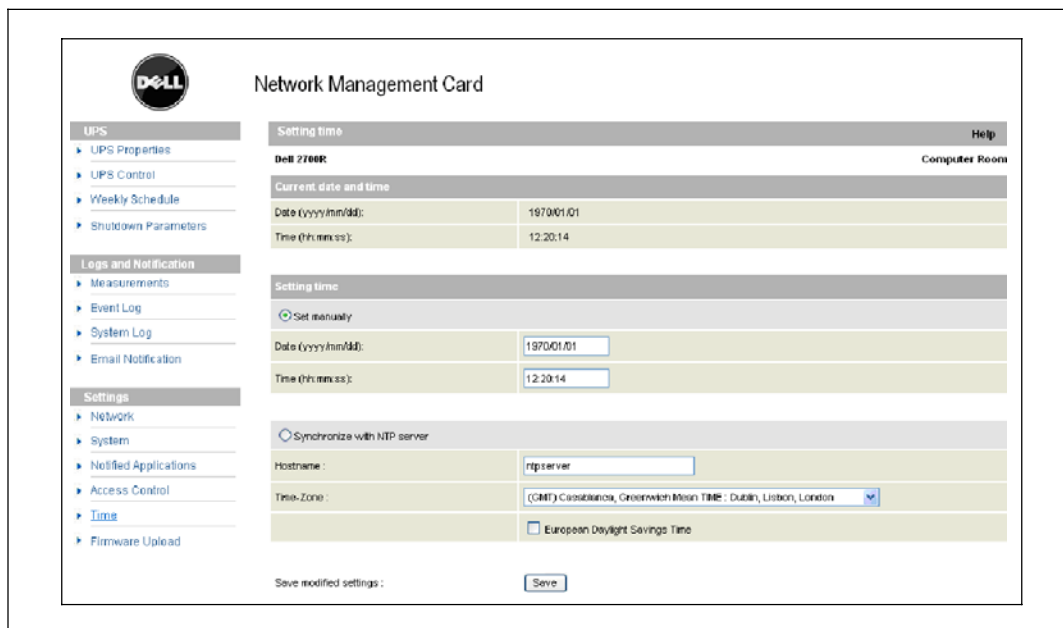 DELL
Network Management Card
UPS
UPS Properties
UPS Control
Weekly Schedule
Shutdown Parameters
Logs and Notification
Measurements
Event Log
System Log
Email Notification
Settings
Network
System
Notified Applications
Access Control
Time
Firmware Upload
Setting time Help
Dell 2700R Computer Room
Current date and time
Date (yyyy/mm/dd): 1970/01/01
Time (hh:mm:ss): 12:20:14
Setting time
Set manually
Date (yyyy/mm/dd): 1970/01/01
Time (hh:mm:ss): 12:20:14
Synchronize with NTP server
Hostname : ntpserver
Time-Zone : (GMT) Casablanca, Greenwich Mean TIME : Dublin, Lisbon, London
European Daylight Savings Time
Save modified settings : Save